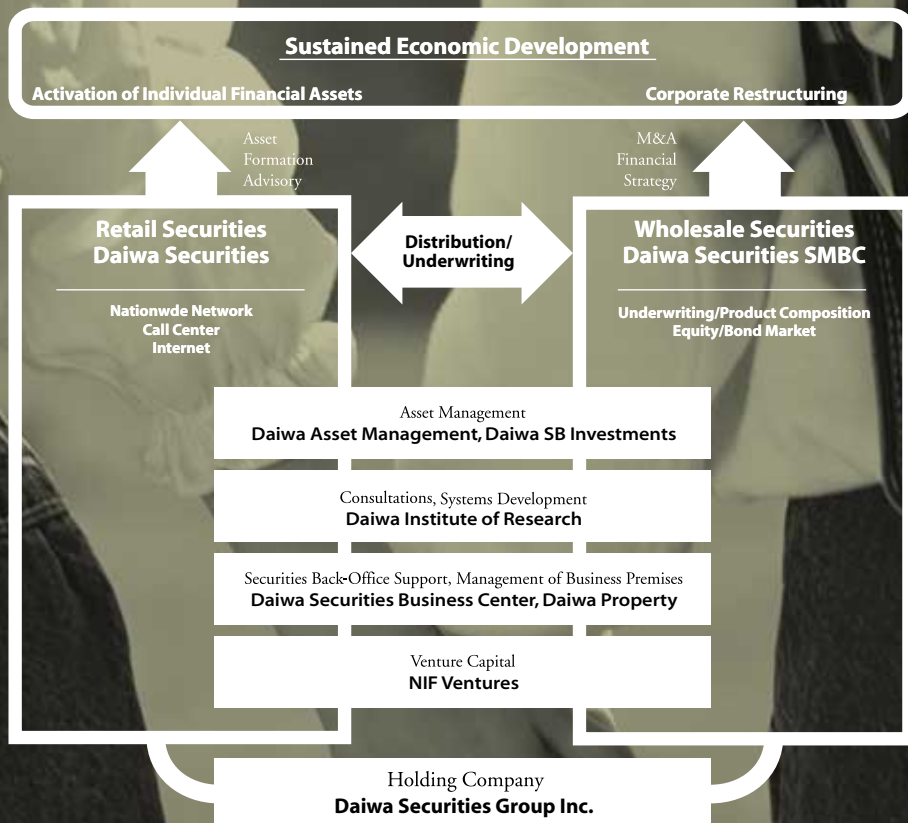 Sustained Economic Development
Activation of Individual Financial Assets
Corporate Restructuring
Asset
Formation
Advisory
M&A
Financial
Strategy
Retail Securities
Daiwa Securities
Nationwde Network
Call Center
Internet
Distribution/
Underwriting
Wholesale Securities
Daiwa Securities SMBC
Underwriting/Product Composition
Equity/Bond Market
Asset Management
Daiwa Asset Management, Daiwa SB Investments
Consultations, Systems Development
Daiwa Institute of Research
Securities Back-Office Support, Management of Business Premises
Daiwa Securities Business Center, Daiwa Property
Venture Capital
NIF Ventures
Holding Company
Daiwa Securities Group Inc.